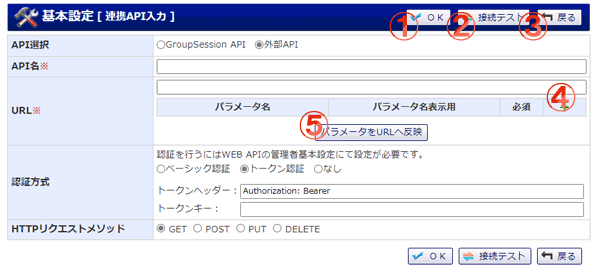 基本設定 [ 連携API入力 ]
① OK ② 接続テスト ③ 戻る
API選択 GroupSession API 外部API
API名※
URL※
パラメータ名 パラメータ名表示用 必須 ④
⑤ パラメータをURLへ反映
認証方式
認証を行うにはWEB APIの管理者基本設定にて設定が必要です。
ベーシック認証 トークン認証 なし
トークンヘッダー： Authorization: Bearer
トークンキー：
HTTPリクエストメソッド GET POST PUT DELETE
OK 接続テスト 戻る